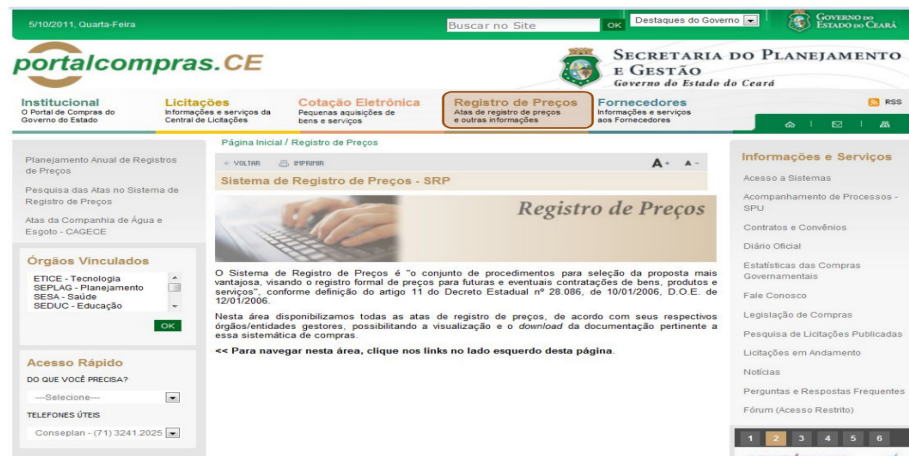 5/10/2011, Quarta-Feira
Buscar no Site
OK
Destaques do Governo
GOVERNO DO
ESTADO DO CEARÁ
portalcompras.CE
SECRETARIA DO PLANEJAMENTO
E GESTÃO
Governo do Estado do Ceará
Institucional
O Portal de Compras do
Governo do Estado
Licitações
Informações e serviços da
Central de Licitações
Cotação Eletrônica
Pequenas aquisições de
bens e serviços
Registro de Preços
Atas de registro de preços
e outras informações
Fornecedores
Informações e serviços
aos Fornecedores
RSS
Planejamento Anual de Registros
de Preços
Pesquisa das Atas no Sistema de
Registro de Preços
Atas da Companhia de Água e
Esgoto - CAGECE
Órgãos Vinculados
ETICE - Tecnologia
SEPLAG - Planejamento
SESA - Saúde
SEDUC - Educação
OK
Acesso Rápido
DO QUE VOCÊ PRECISA?
---Selecione---
TELEFONES ÚTEIS
Conseplan - (71) 3241.2025
Página Inicial / Registro de Preços
VOLTAR
IMPRIMIR
A+ A-
Sistema de Registro de Preços - SRP
Registro de Preços
O Sistema de Registro de Preços é "o conjunto de procedimentos para seleção da proposta mais
vantajosa, visando o registro formal de preços para futuras e eventuais contratações de bens, produtos e
serviços", conforme definição do artigo 11 do Decreto Estadual nº 28.086, de 10/01/2006, D.O.E. de
12/01/2006.
Nesta área disponibilizamos todas as atas de registro de preços, de acordo com seus respectivos
órgãos/entidades gestores, possibilitando a visualização e o download da documentação pertinente a
essa sistemática de compras.
<< Para navegar nesta área, clique nos links no lado esquerdo desta página.
Informações e Serviços
Acesso a Sistemas
Acompanhamento de Processos -
SPU
Contratos e Convênios
Diário Oficial
Estatísticas das Compras
Governamentais
Fale Conosco
Legislação de Compras
Pesquisa de Licitações Publicadas
Licitações em Andamento
Notícias
Perguntas e Respostas Frequentes
Fórum (Acesso Restrito)
1 2 3 4 5 6